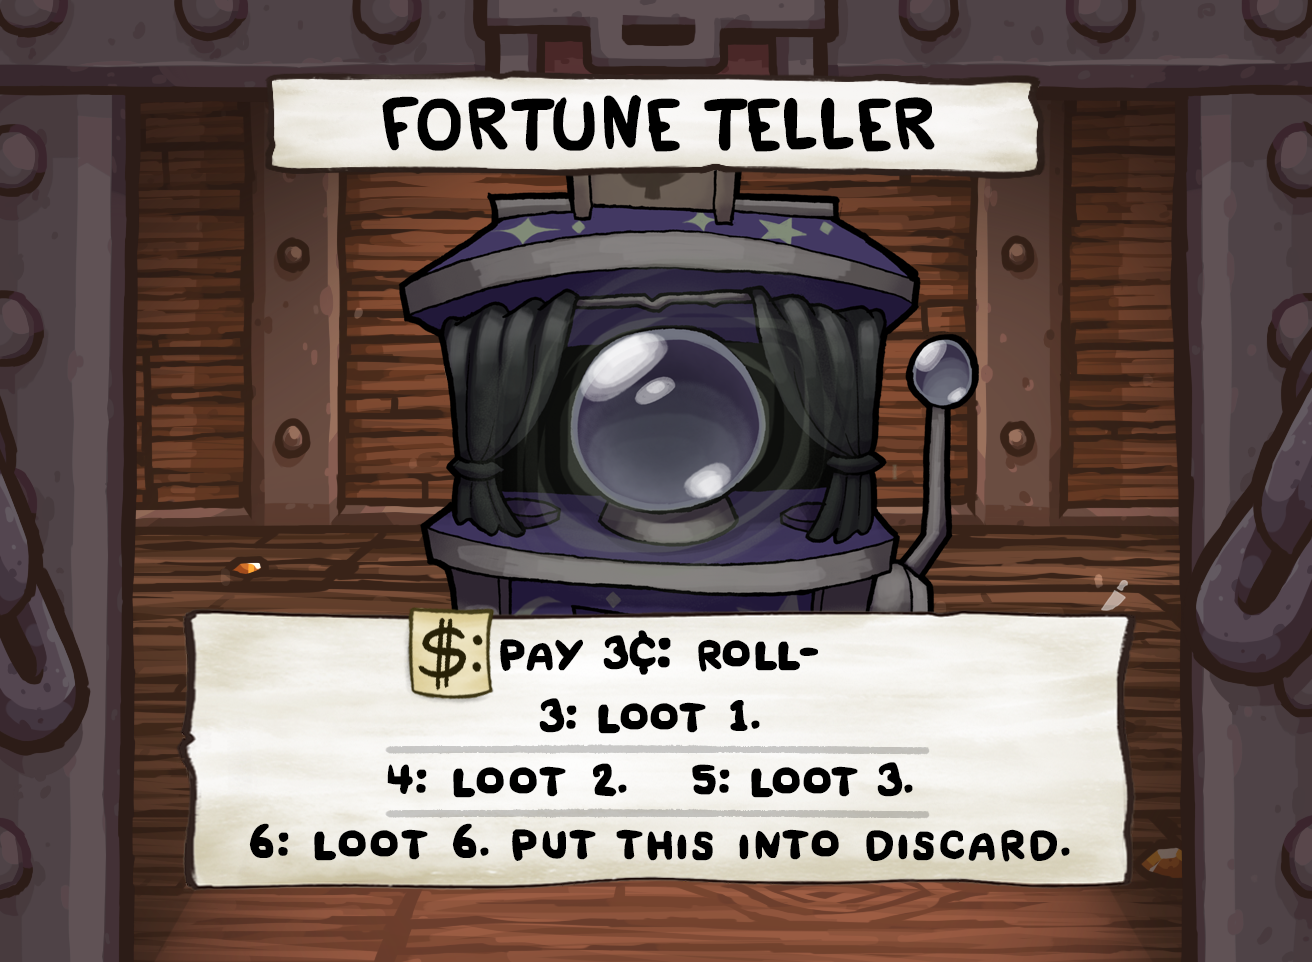 FORTUNE TELLER
$: PAY 3¢: ROLL-
3: LOOT 1.
4: LOOT 2. 5: LOOT 3.
6: LOOT 6. PUT THIS INTO DISCARD.